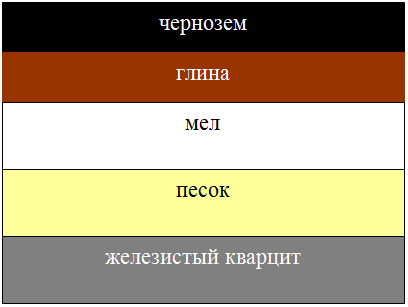 чернозем
глина
мел
песок
железистый кварцит